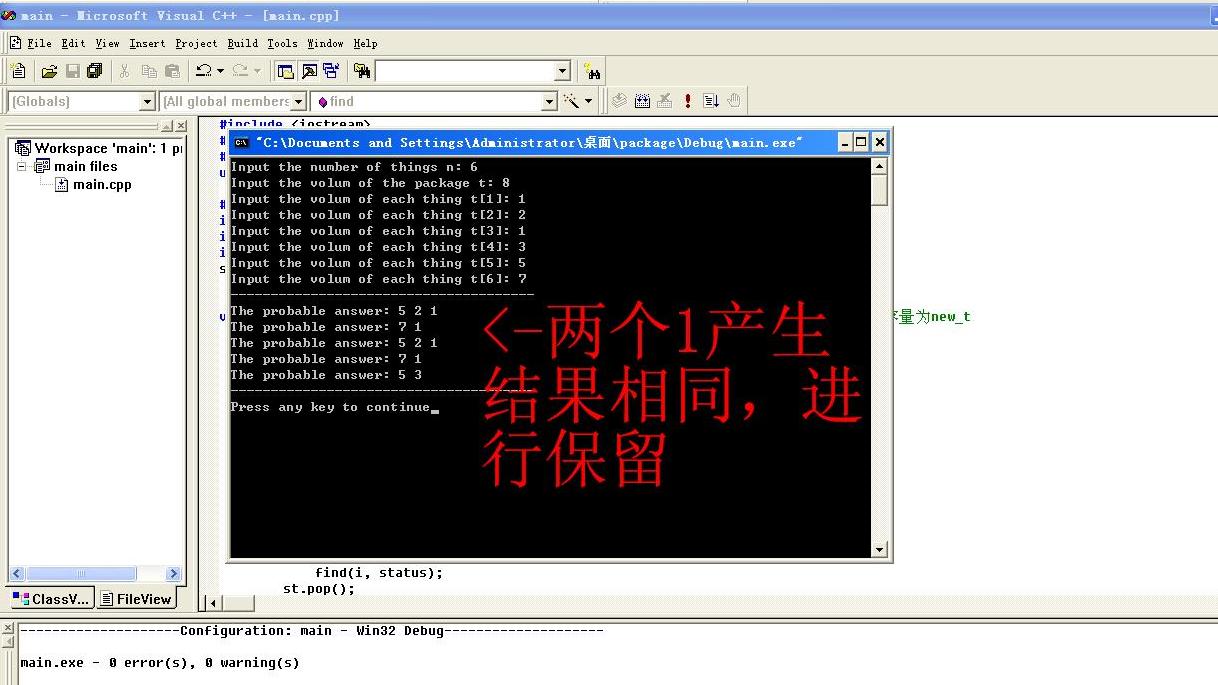 main - Microsoft Visual C++ - [main.cpp]
File Edit View Insert Project Build Tools Window Help
(Globals) [All global members find
#include <iostream>
"C:\Documents and Settings\Administrator\桌面\package\Debug\main.exe"
Workspace 'main': 1 p
main files
main.cpp
Input the number of things n: 6
Input the volum of the package t: 8
Input the volum of each thing t[1]: 1
Input the volum of each thing t[2]: 2
Input the volum of each thing t[3]: 1
Input the volum of each thing t[4]: 3
Input the volum of each thing t[5]: 5
Input the volum of each thing t[6]: 7
--------------------------------------
The probable answer: 5 2 1
The probable answer: 7 1
The probable answer: 5 2 1
The probable answer: 7 1
The probable answer: 5 3
--------------------------------------
Press any key to continue_
<-两个1产生
结果相同，进
行保留
量为new_t
find(i, status);
st.pop();
ClassV... FileView
--------------------Configuration: main - Win32 Debug--------------------
main.exe - 0 error(s), 0 warning(s)